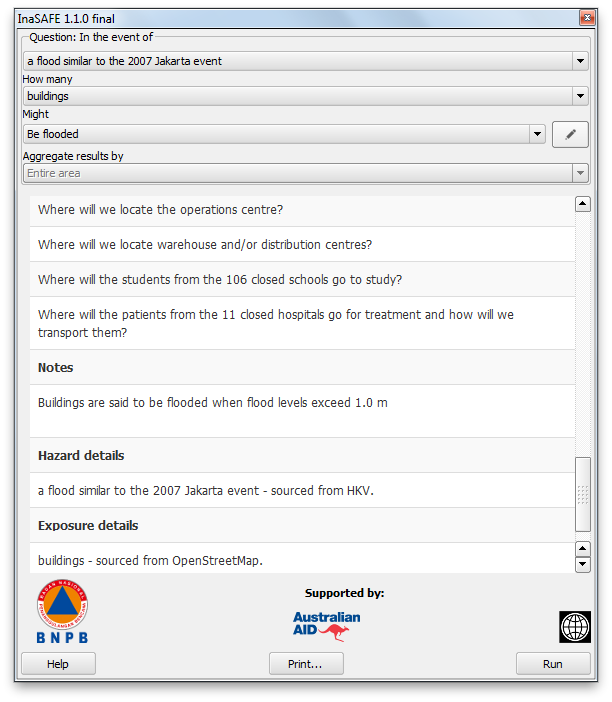 InaSAFE 1.1.0 final
Question: In the event of
a flood similar to the 2007 Jakarta event
How many
buildings
Might
Be flooded
Aggregate results by
Entire area
Where will we locate the operations centre?
Where will we locate warehouse and/or distribution centres?
Where will the students from the 106 closed schools go to study?
Where will the patients from the 11 closed hospitals go for treatment and how will we
transport them?
Notes
Buildings are said to be flooded when flood levels exceed 1.0 m
Hazard details
a flood similar to the 2007 Jakarta event - sourced from HKV.
Exposure details
buildings - sourced from OpenStreetMap.
BADAN NASIONAL
PENANGGULANGAN BENCANA
BNPB
Supported by:
Australian
AID
Help
Print...
Run